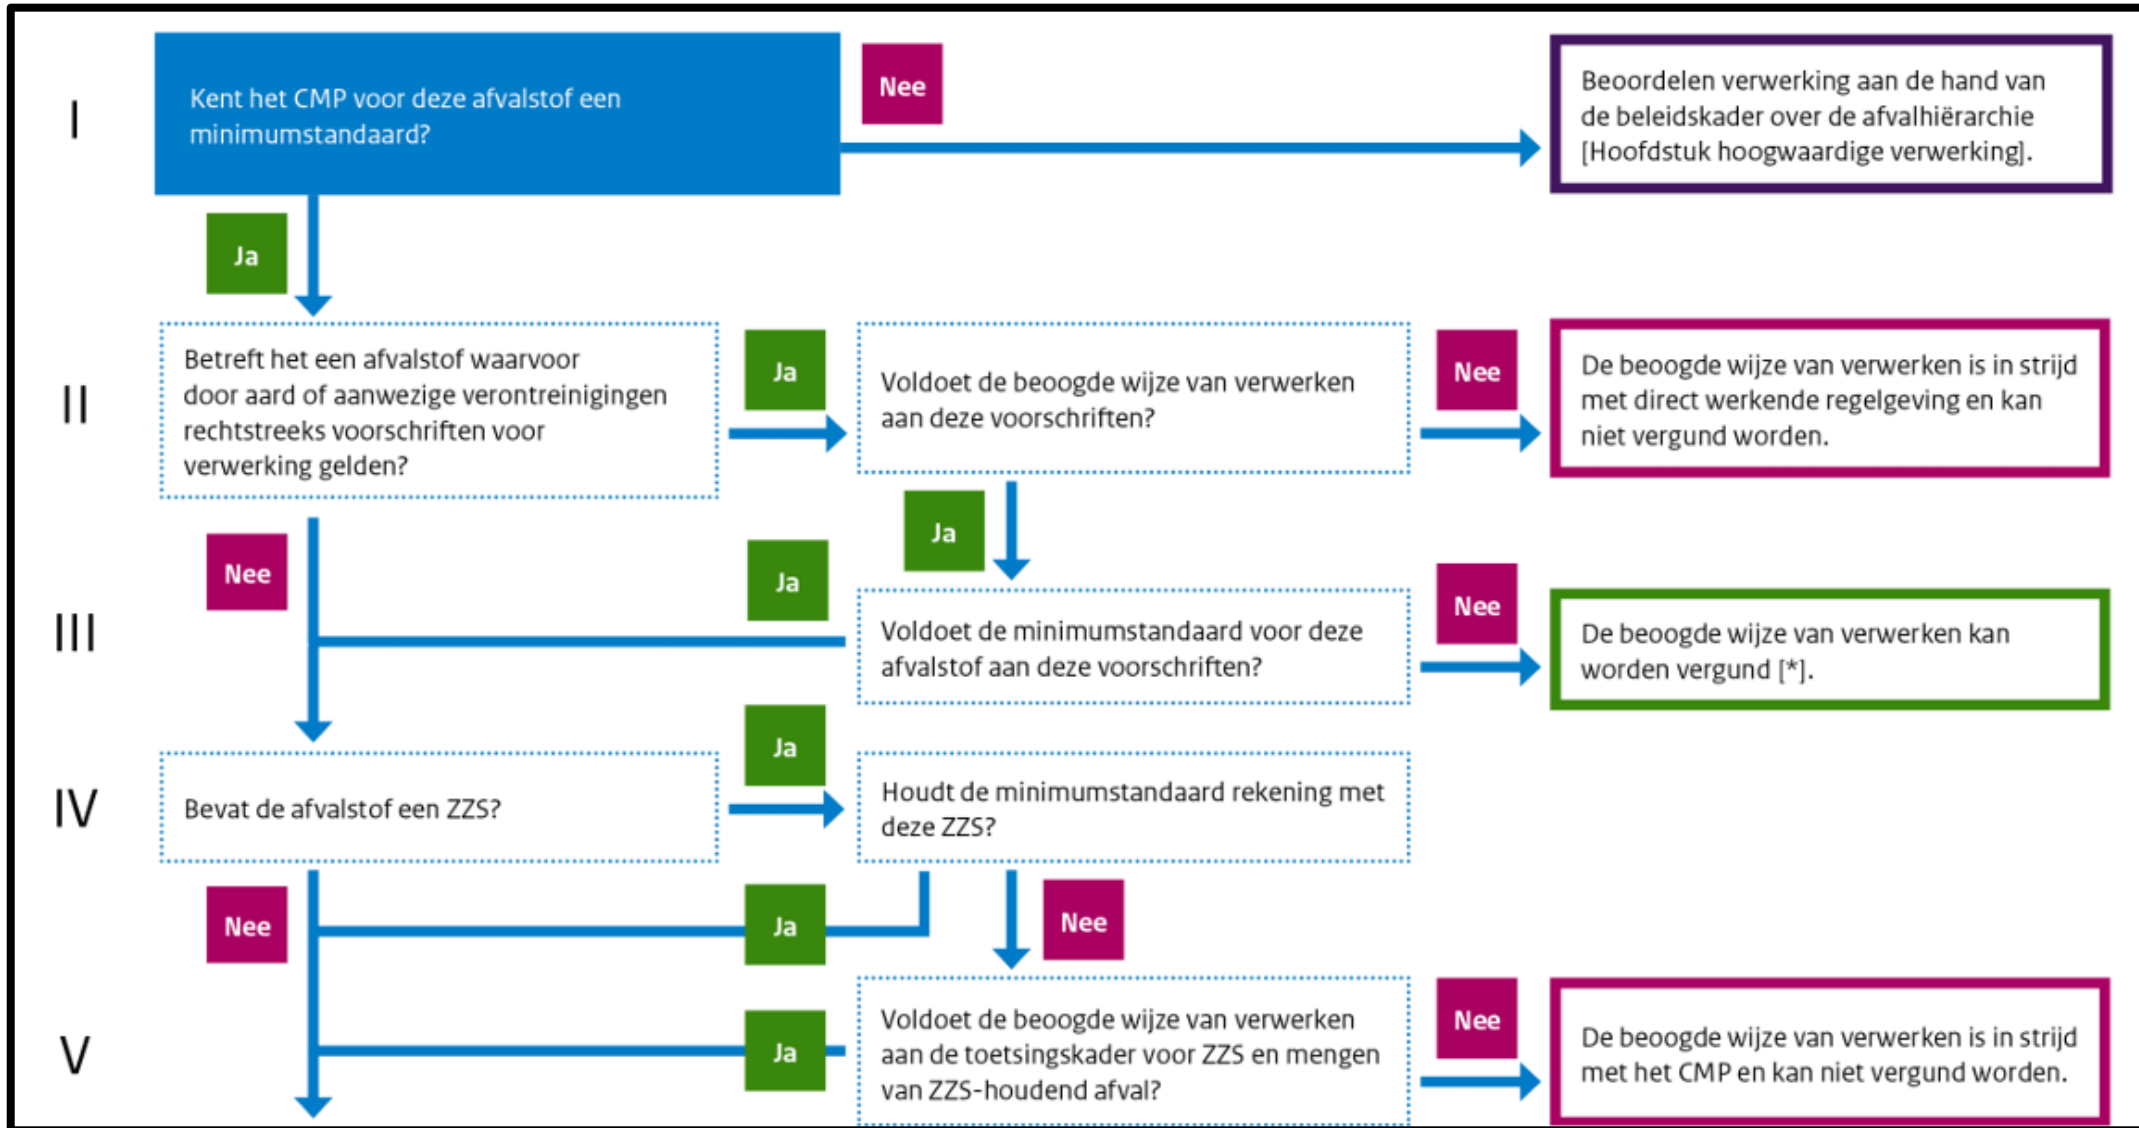 I
Kent het CMP voor deze afvalstof een
minimumstandaard?
Nee
Beoordelen verwerking aan de hand van
de beleidskader over de afvalhiërarchie
[Hoofdstuk hoogwaardige verwerking].
Ja
II
Betreft het een afvalstof waarvoor
door aard of aanwezige verontreinigingen
rechtstreeks voorschriften voor
verwerking gelden?
Ja
Voldoet de beoogde wijze van verwerken
aan deze voorschriften?
Nee
De beoogde wijze van verwerken is in strijd
met direct werkende regelgeving en kan
niet vergund worden.
Nee
Ja
Ja
III
Voldoet de minimumstandaard voor deze
afvalstof aan deze voorschriften?
Nee
De beoogde wijze van verwerken kan
worden vergund [*].
IV
Bevat de afvalstof een ZZS?
Ja
Houdt de minimumstandaard rekening met
deze ZZS?
Nee
Ja
Nee
V
Ja
Voldoet de beoogde wijze van verwerken
aan de toetsingskader voor ZZS en mengen
van ZZS-houdend afval?
Nee
De beoogde wijze van verwerken is in strijd
met het CMP en kan niet vergund worden.